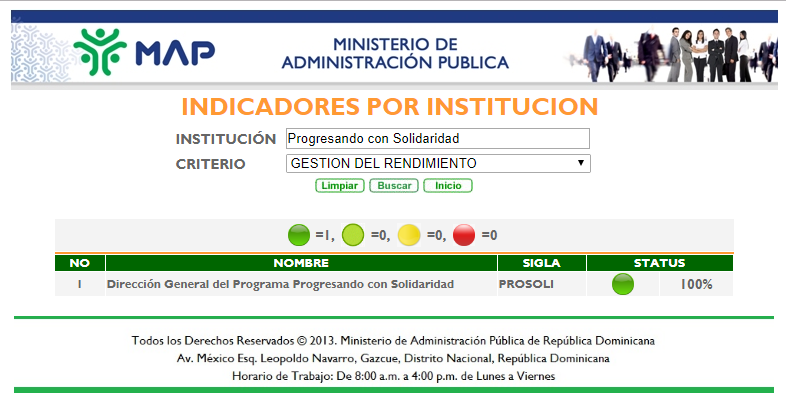 MAP
MINISTERIO DE
ADMINISTRACIÓN PUBLICA
INDICADORES POR INSTITUCION
INSTITUCIÓN Progresando con Solidaridad
CRITERIO GESTION DEL RENDIMIENTO
Limpiar Buscar Inicio
=1, =0, =0, =0
NO NOMBRE SIGLA STATUS
1 Dirección General del Programa Progresando con Solidaridad PROSOLI 100%
Todos los Derechos Reservados © 2013. Ministerio de Administración Pública de República Dominicana
Av. México Esq. Leopoldo Navarro, Gazcue, Distrito Nacional, República Dominicana
Horario de Trabajo: De 8:00 a.m. a 4:00 p.m. de Lunes a Viernes